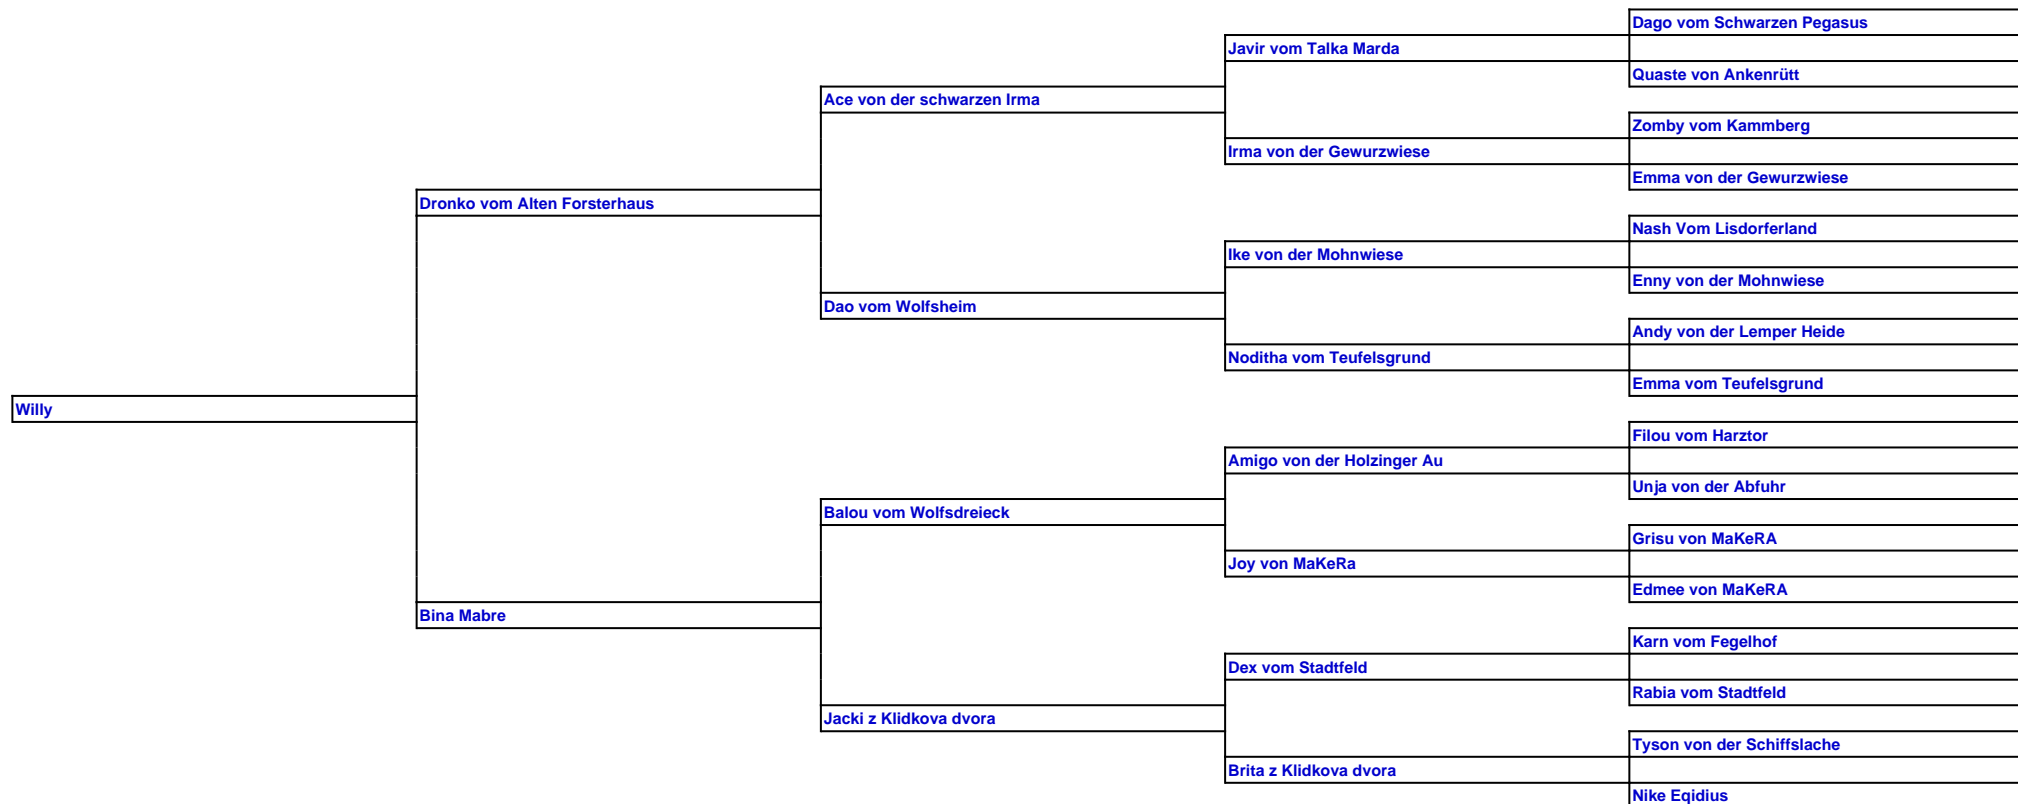 Dago vom Schwarzen Pegasus
Javir vom Talka Marda
Quaste von Ankenrütt
Ace von der schwarzen Irma
Zomby vom Kammberg
Irma von der Gewurzwiese
Emma von der Gewurzwiese
Dronko vom Alten Forsterhaus
Nash Vom Lisdorferland
Ike von der Mohnwiese
Enny von der Mohnwiese
Dao vom Wolfsheim
Andy von der Lemper Heide
Noditha vom Teufelsgrund
Emma vom Teufelsgrund
Willy
Filou vom Harztor
Amigo von der Holzinger Au
Unja von der Abfuhr
Balou vom Wolfsdreieck
Grisu von MaKeRA
Joy von MaKeRa
Edmee von MaKeRA
Bina Mabre
Karn vom Fegelhof
Dex vom Stadtfeld
Rabia vom Stadtfeld
Jacki z Klidkova dvora
Tyson von der Schiffslache
Brita z Klidkova dvora
Nike Eqidius